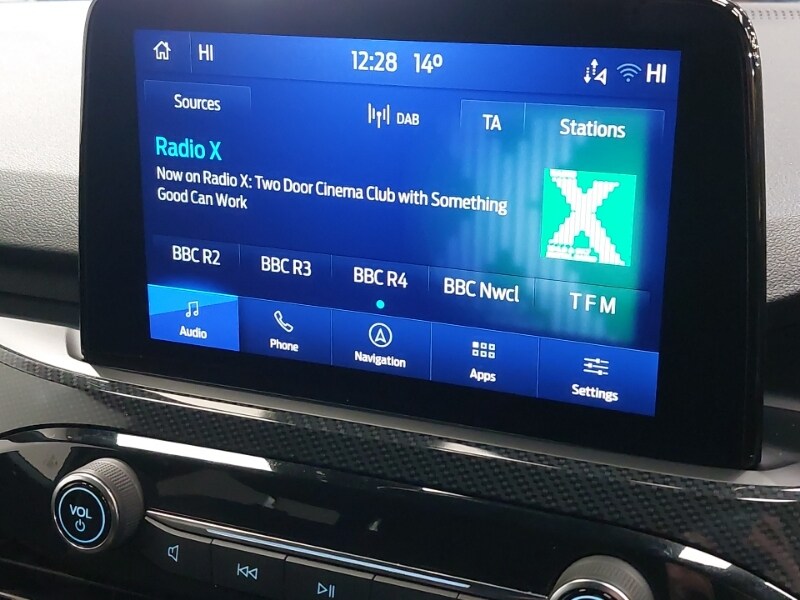 HI 12:28 14º HI
Sources DAB TA Stations
Radio X
Now on Radio X: Two Door Cinema Club with Something
Good Can Work
X
BBC R2 BBC R3 BBC R4 BBC Nwcl TFM
Audio Phone Navigation Apps Settings
VOL